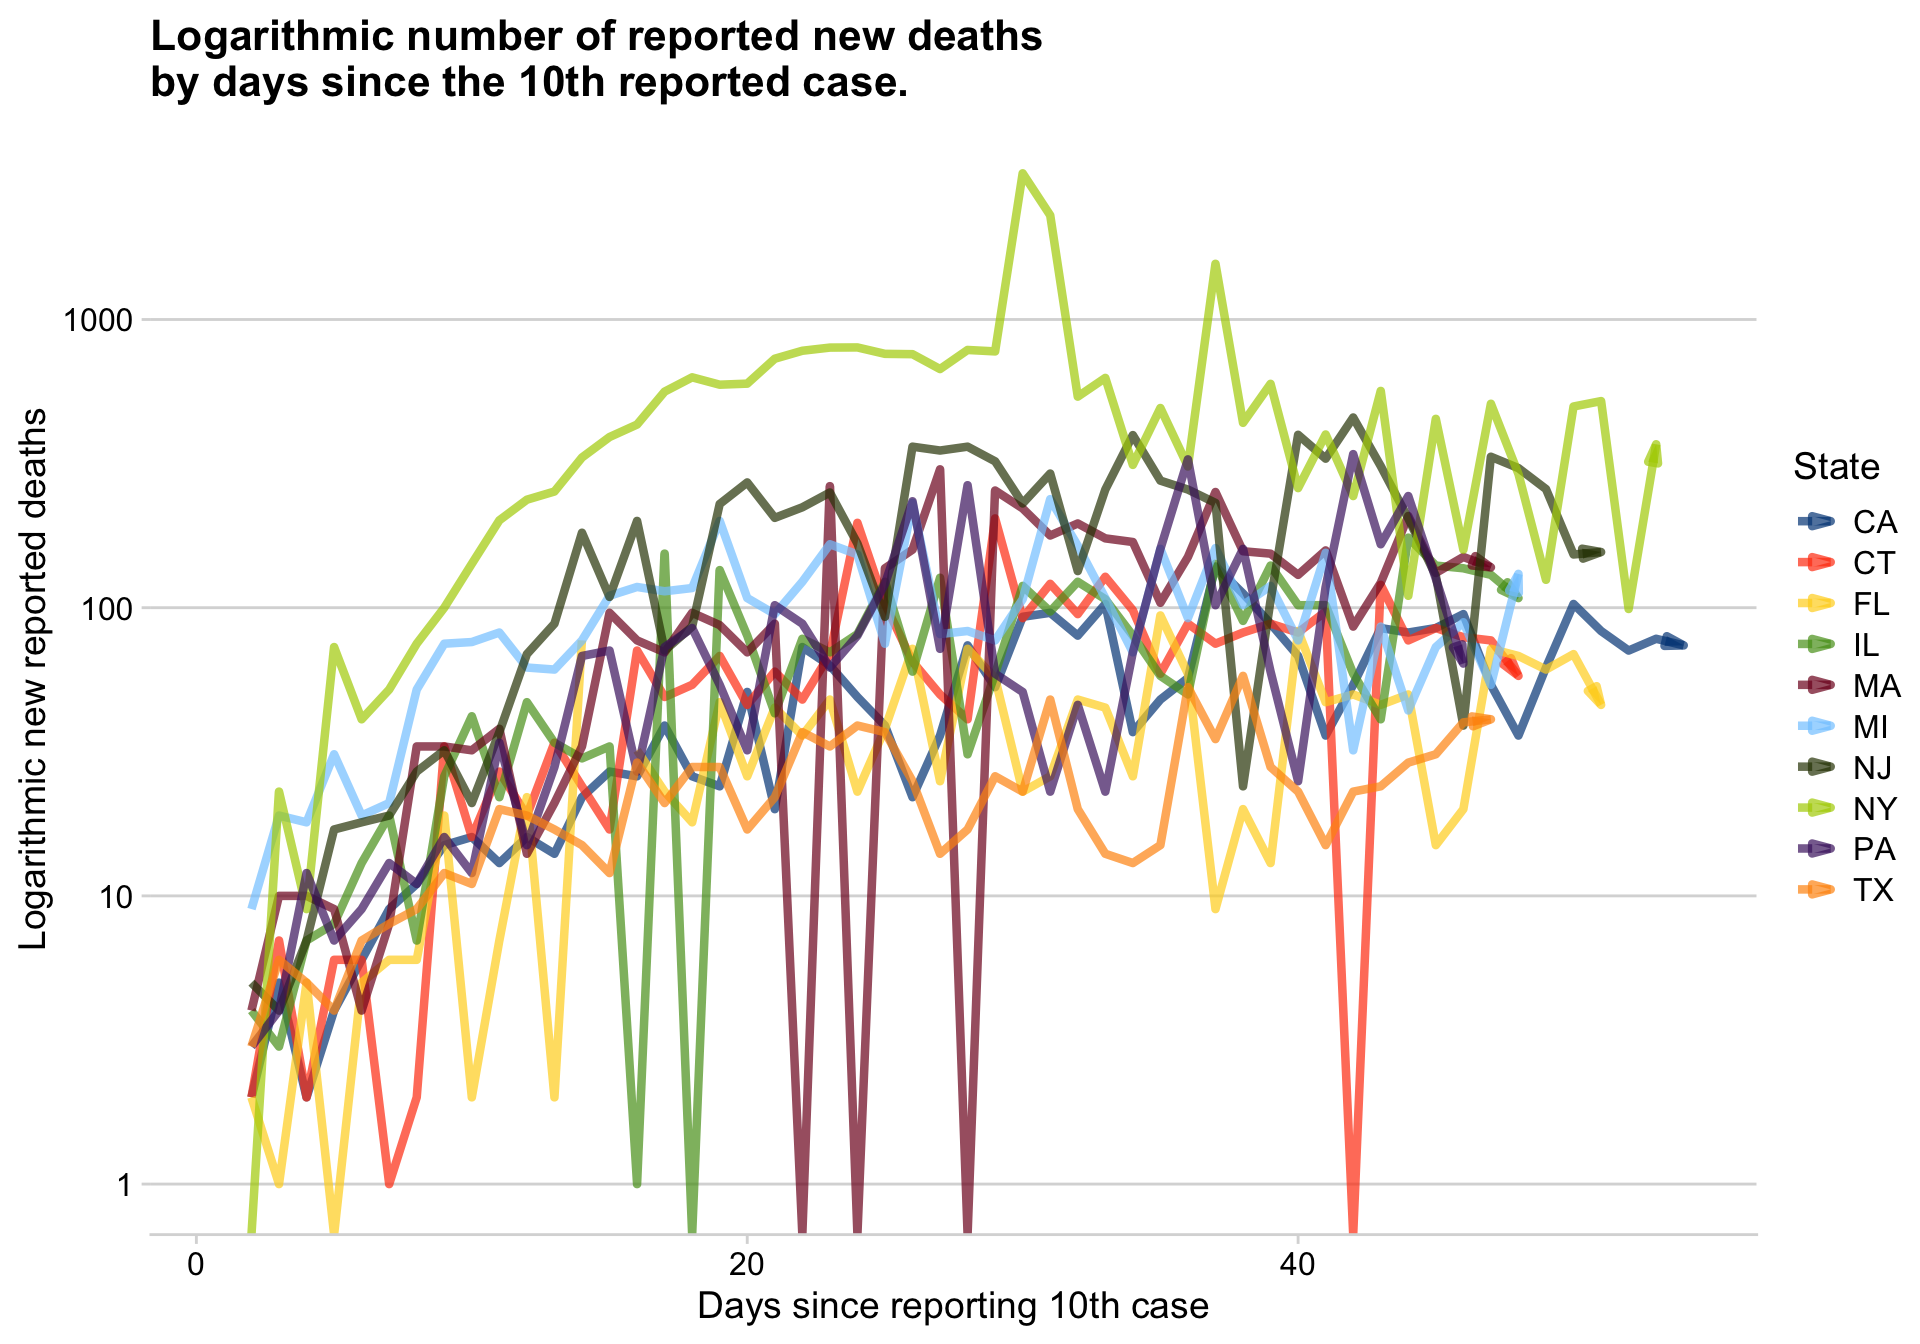 Logarithmic number of reported new deaths
by days since the 10th reported case.
Logarithmic new reported deaths
1000
100
10
1
0
20
40
Days since reporting 10th case
State
CA
CT
FL
IL
MA
MI
NJ
NY
PA
TX